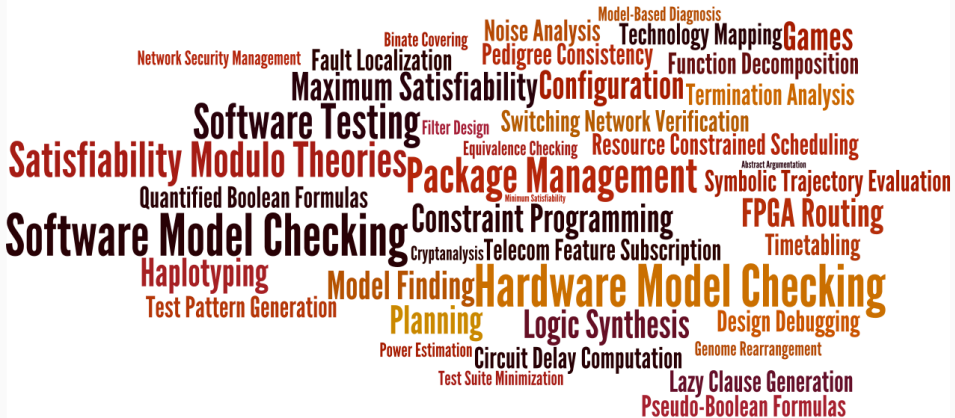 Model-Based Diagnosis
Noise Analysis
Technology Mapping
Games
Binate Covering
Network Security Management
Fault Localization
Pedigree Consistency
Function Decomposition
Maximum Satisfiability
Configuration
Termination Analysis
Software Testing
Filter Design
Switching Network Verification
Equivalence Checking
Resource Constrained Scheduling
Satisfiability Modulo Theories
Package Management
Abstract Argumentation
Symbolic Trajectory Evaluation
Quantified Boolean Formulas
Minimum Satisfiability
Constraint Programming
FPGA Routing
Software Model Checking
Cryptanalysis
Telecom Feature Subscription
Timetabling
Haplotyping
Model Finding
Hardware Model Checking
Test Pattern Generation
Planning
Logic Synthesis
Design Debugging
Power Estimation
Circuit Delay Computation
Genome Rearrangement
Test Suite Minimization
Lazy Clause Generation
Pseudo-Boolean Formulas